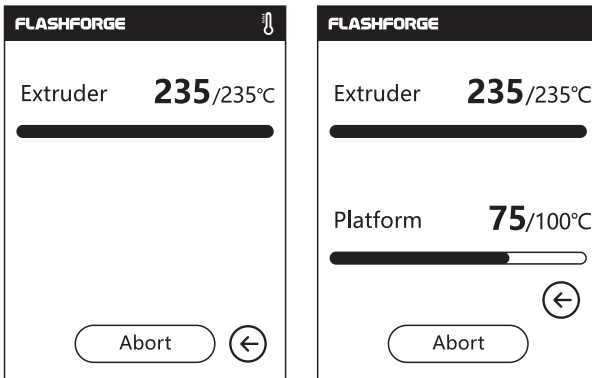 FLASHFORGE
Extruder 235/235℃
Abort
FLASHFORGE
Extruder 235/235℃
Platform 75/100℃
Abort